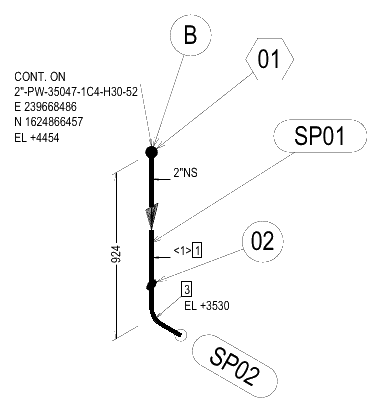 B
01
CONT. ON
2"-PW-35047-1C4-H30-52
E 239668486
N 1624866457
EL +4454
SP01
2"NS
924
02
<1> 1
3
EL +3530
SP02